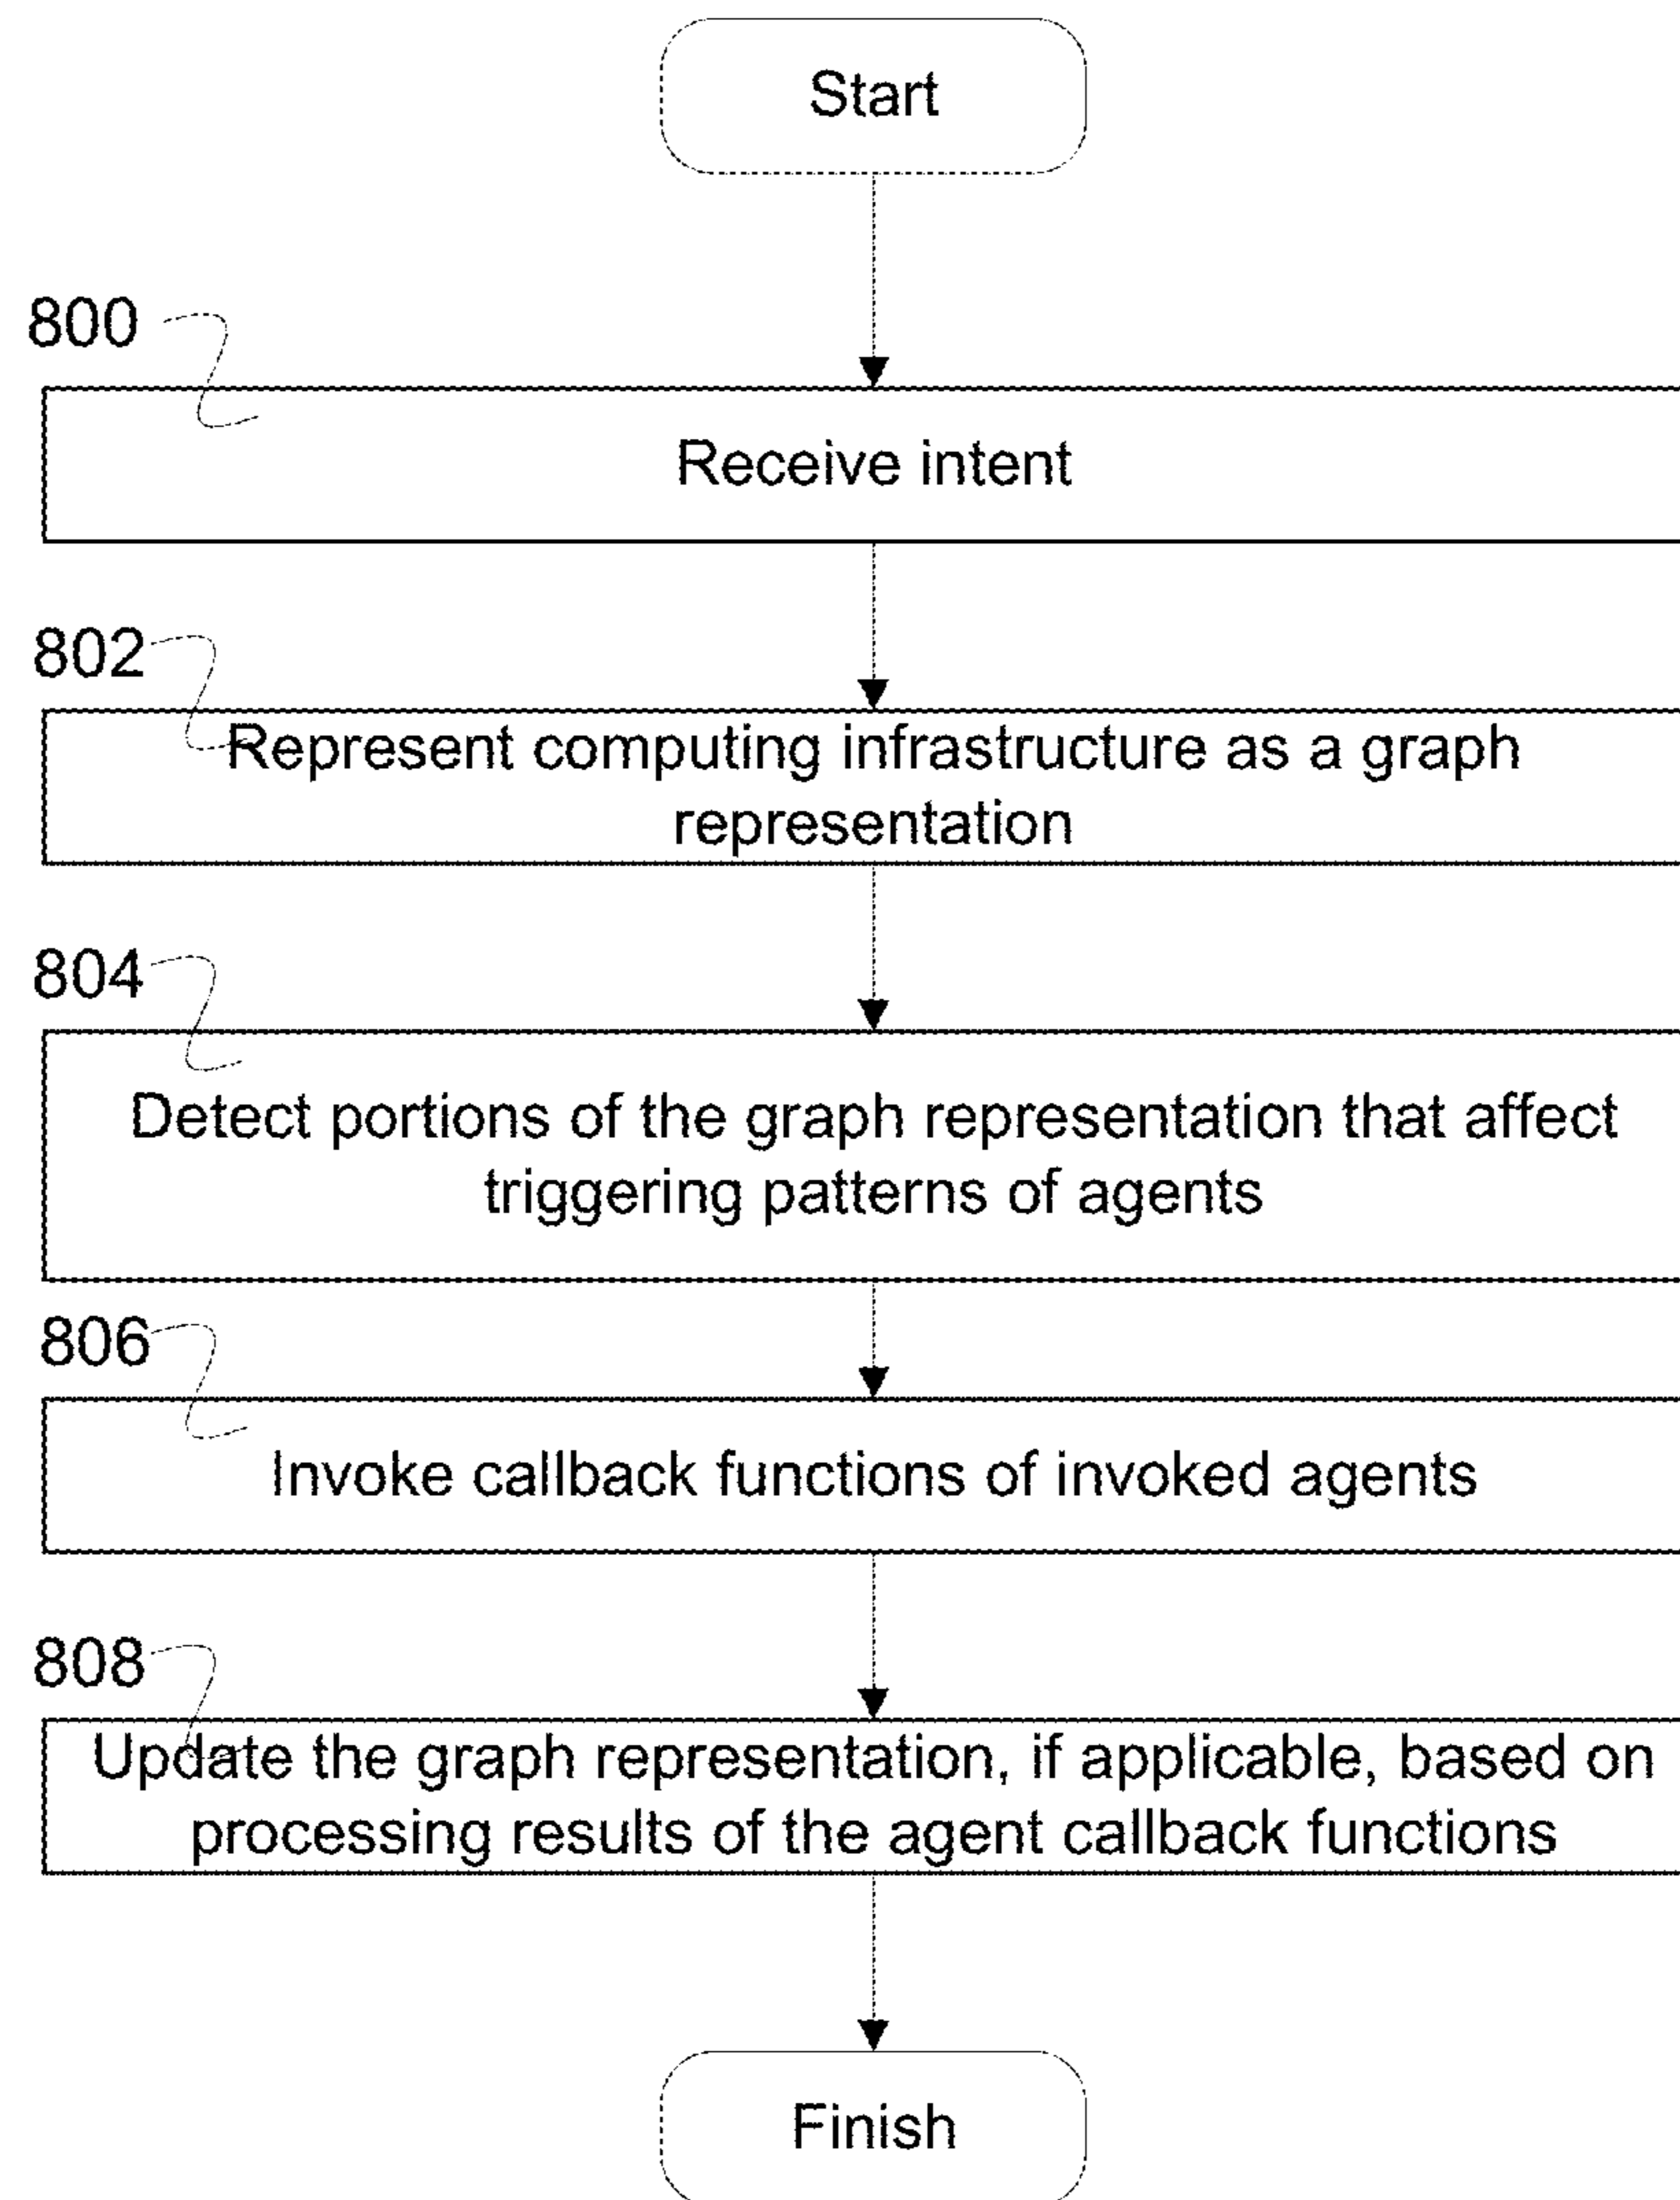 Start
800
Receive intent
802
Represent computing infrastructure as a graph
representation
804
Detect portions of the graph representation that affect
triggering patterns of agents
806
Invoke callback functions of invoked agents
808
Update the graph representation, if applicable, based on
processing results of the agent callback functions
Finish